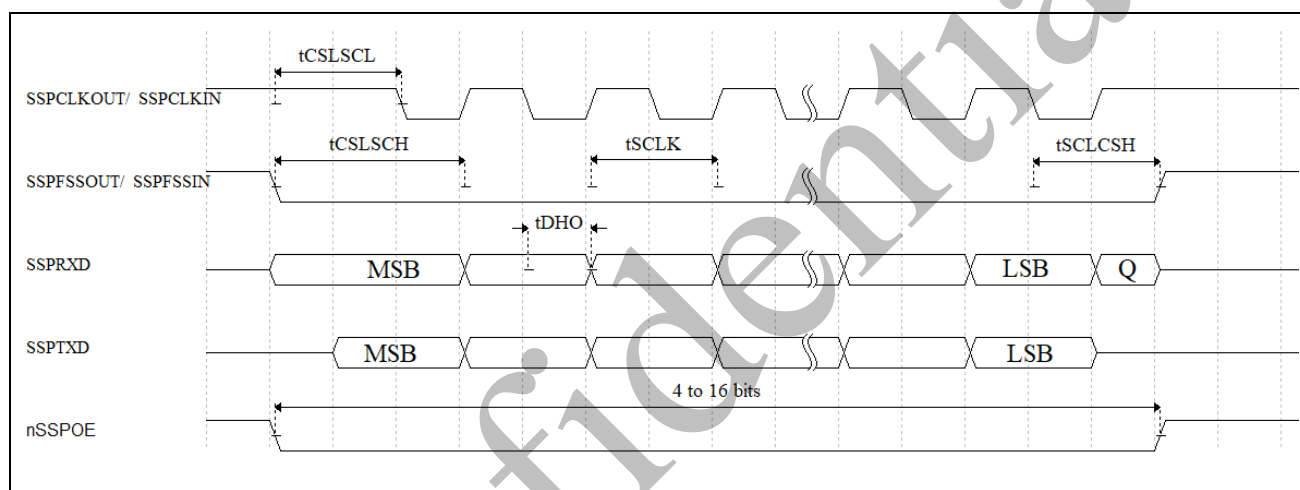 tCSLSCL
SSPCLKOUT/ SSPCLKIN
tCSLSCH
tSCLK
tSCLCSH
SSPFSSOUT/ SSPFSSIN
tDHO
SSPRXD
MSB
LSB
Q
SSPTXD
MSB
LSB
4 to 16 bits
nSSPOE
fidentia